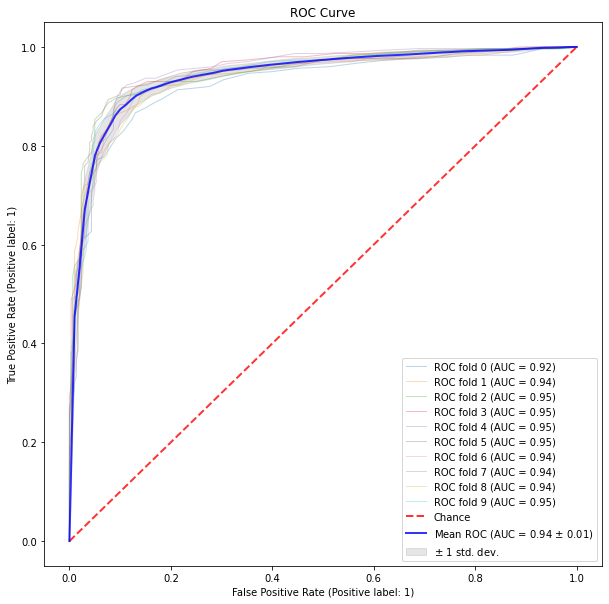 ROC Curve
True Positive Rate (Positive label: 1)
1.0
0.8
0.6
0.4
0.2
0.0
ROC fold 0 (AUC = 0.92)
ROC fold 1 (AUC = 0.94)
ROC fold 2 (AUC = 0.95)
ROC fold 3 (AUC = 0.95)
ROC fold 4 (AUC = 0.95)
ROC fold 5 (AUC = 0.95)
ROC fold 6 (AUC = 0.94)
ROC fold 7 (AUC = 0.94)
ROC fold 8 (AUC = 0.94)
ROC fold 9 (AUC = 0.95)
Chance
Mean ROC (AUC = 0.94 ± 0.01)
± 1 std. dev.
0.0 0.2 0.4 0.6 0.8 1.0
False Positive Rate (Positive label: 1)